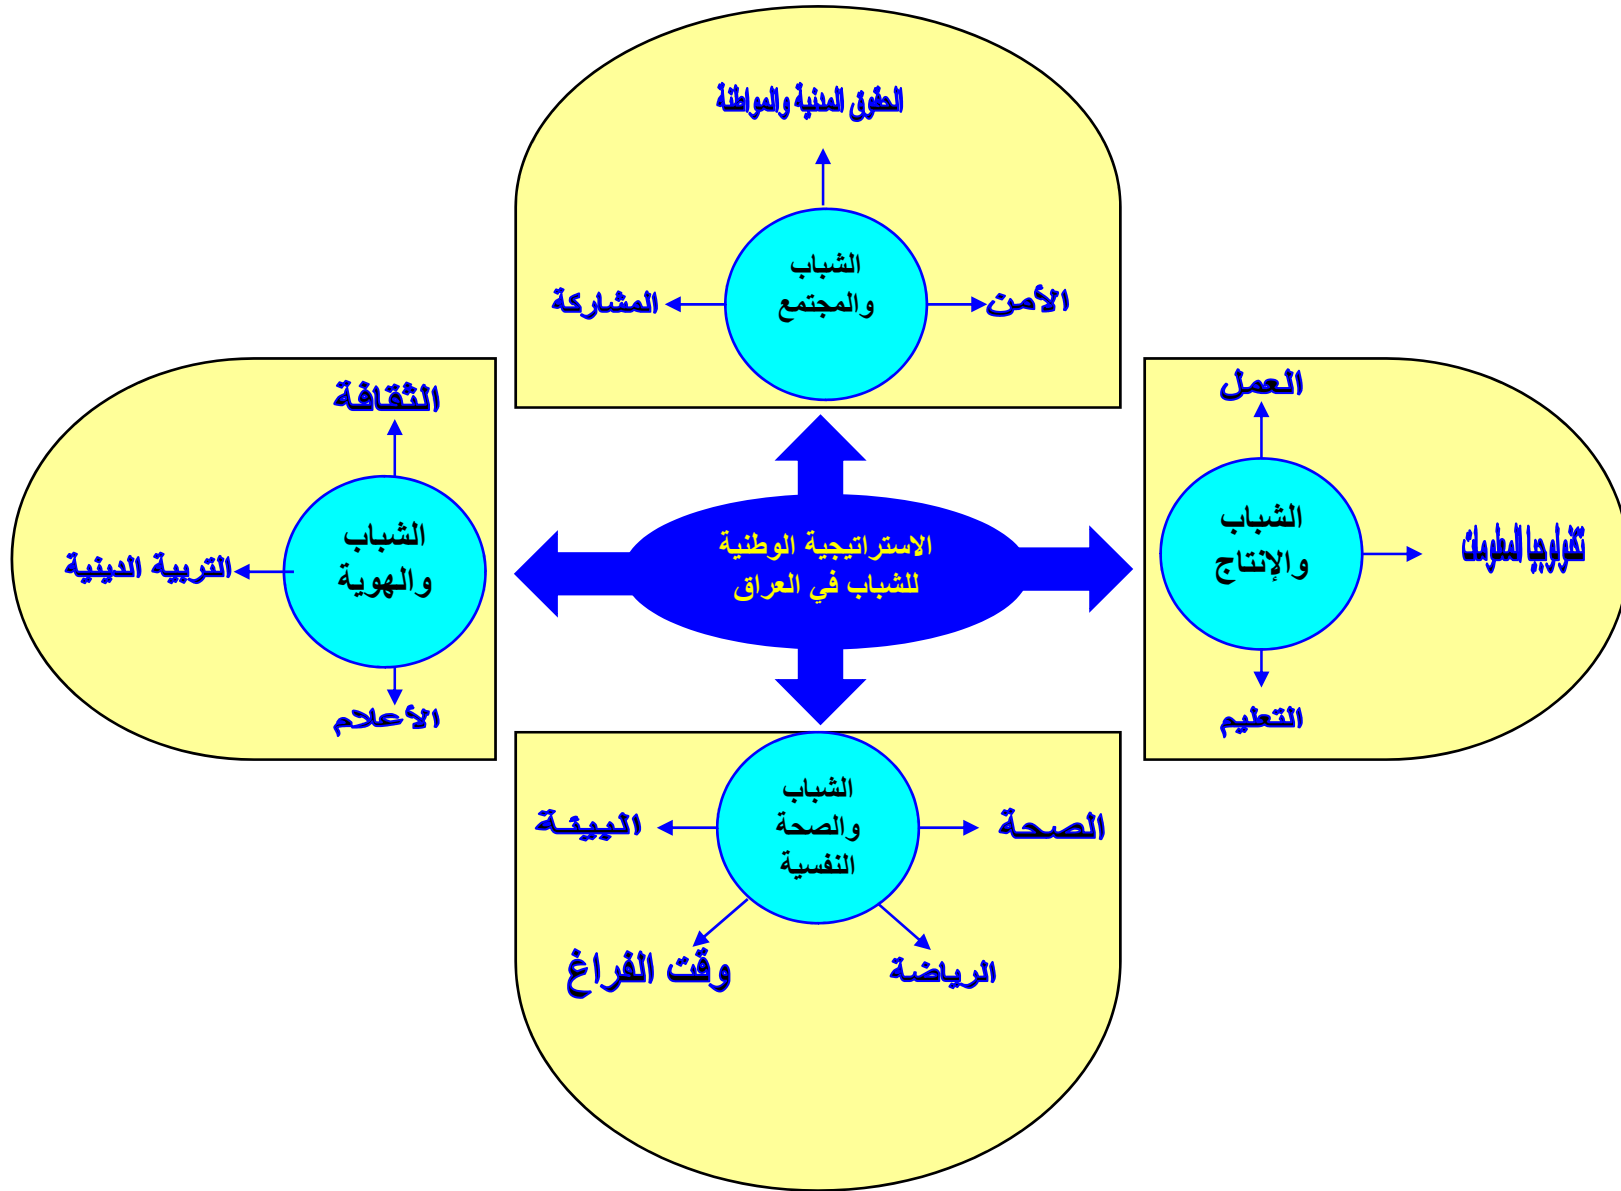 الحقوق المدنية والمواطنة
الشباب
والمجتمع
الأمن
المشاركة
العمل
الشباب
والإنتاج
تكنولوجيا المعلومات
التعليم
الاستراتيجية الوطنية
للشباب في العراق
الثقافة
الشباب
والهوية
التربية الدينية
الأعلام
الشباب
والصحة
النفسية
الصحة
البيئة
الرياضة
وقت الفراغ